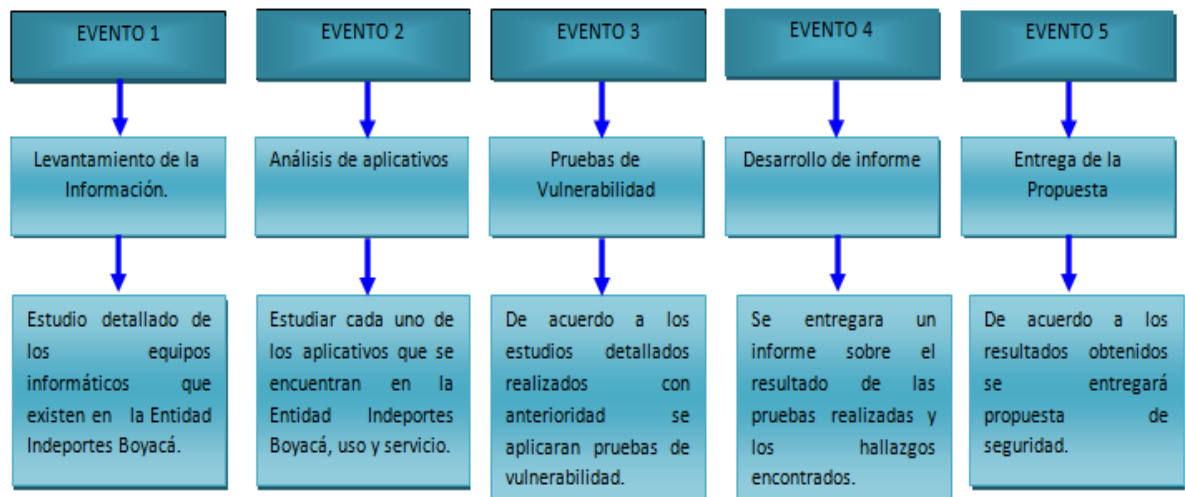 EVENTO 1
Levantamiento de la
Información.
Estudio detallado de
los equipos
informáticos que
existen en la Entidad
Indeportes Boyacá.
EVENTO 2
Análisis de aplicativos
Estudiar cada uno de
los aplicativos que se
encuentran en la
Entidad Indeportes
Boyacá, uso y servicio.
EVENTO 3
Pruebas de
Vulnerabilidad
De acuerdo a los
estudios detallados
realizados con
anterioridad se
aplicaran pruebas de
vulnerabilidad.
EVENTO 4
Desarrollo de informe
Se entregara un
informe sobre el
resultado de las
pruebas realizadas y
los hallazgos
encontrados.
EVENTO 5
Entrega de la
Propuesta
De acuerdo a los
resultados obtenidos
se entregará
propuesta de
seguridad.